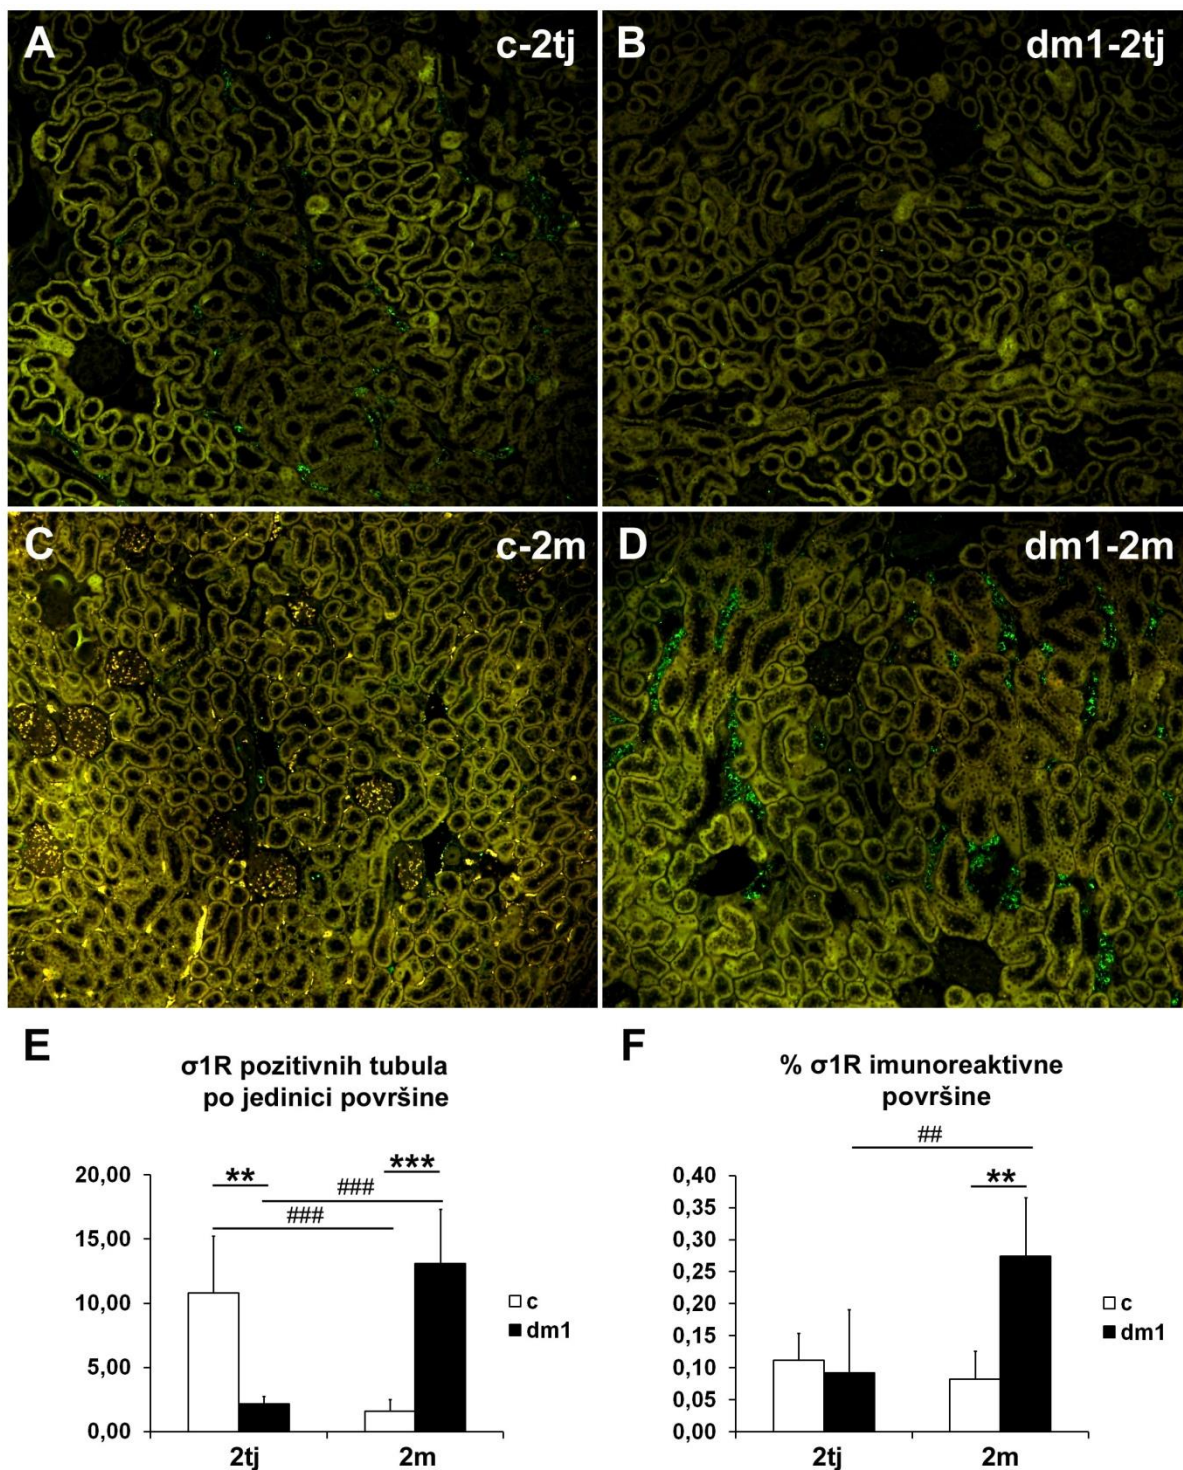 A
c-2tj
B
dm1-2tj
C
c-2m
D
dm1-2m
E
σ1R pozitivnih tubula
po jedinici površine
20,00
15,00
10,00
5,00
0,00
**
###
###
***
2tj
2m
c
dm1
F
% σ1R imunoreaktivne
površine
##
**
0,40
0,35
0,30
0,25
0,20
0,15
0,10
0,05
0,00
2tj
2m
c
dm1